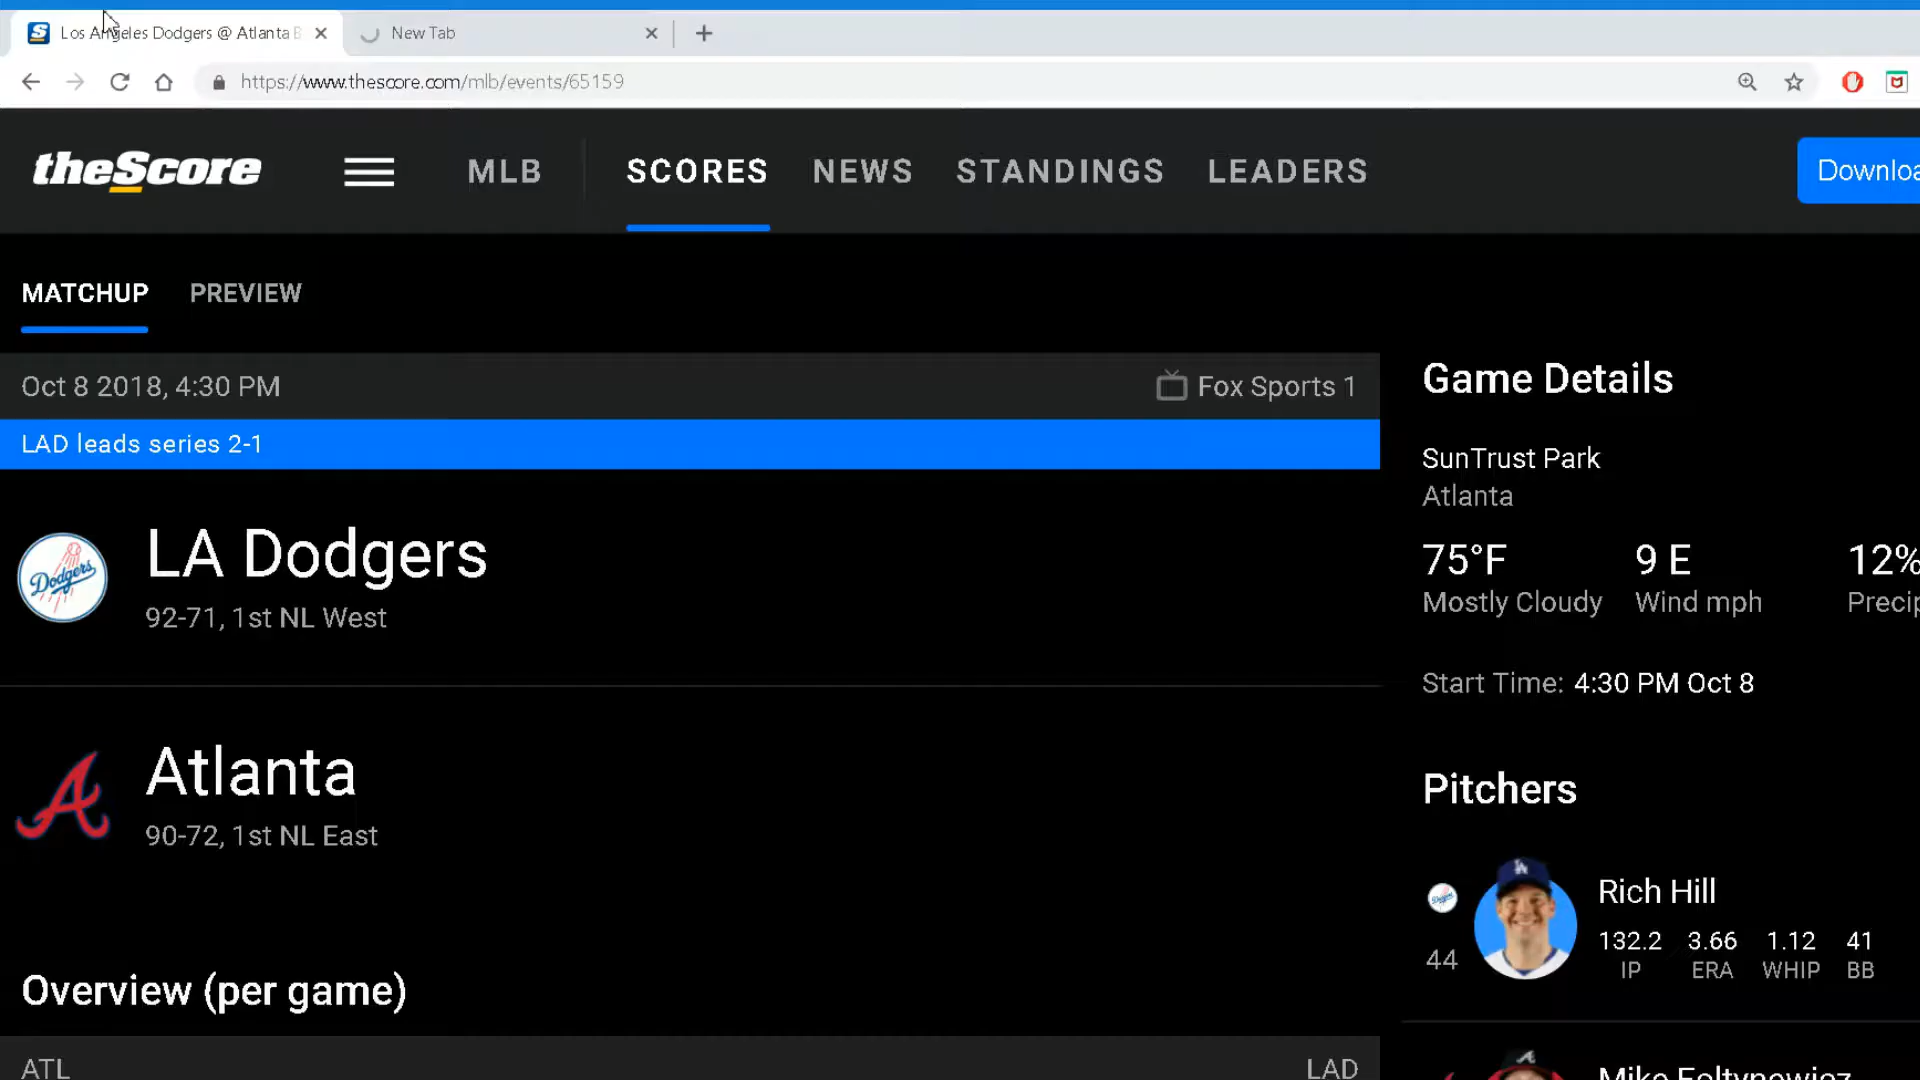 Los Angeles Dodgers @ Atlanta B
New Tab
https://www.thescore.com/mlb/events/65159
theScore
MLB
SCORES
NEWS
STANDINGS
LEADERS
Downloa
MATCHUP
PREVIEW
Oct 8 2018, 4:30 PM
Fox Sports 1
LAD leads series 2-1
LA Dodgers
92-71, 1st NL West
Atlanta
90-72, 1st NL East
Overview (per game)
ATL
LAD
Game Details
SunTrust Park
Atlanta
75°F
9 E
12%
Mostly Cloudy
Wind mph
Precip
Start Time: 4:30 PM Oct 8
Pitchers
Dodgers
Rich Hill
132.2 3.66 1.12 41
44
IP ERA WHIP BB
Mike Foltynewicz